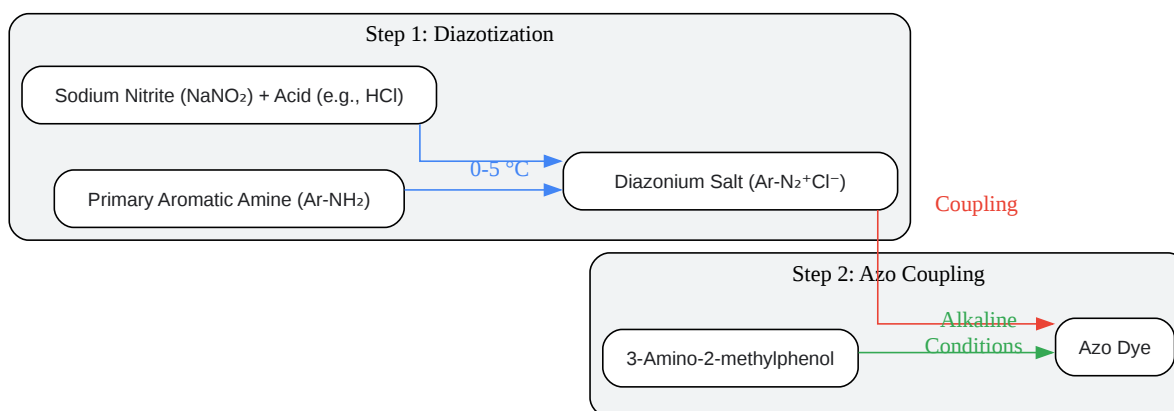 Step 1: Diazotization
Sodium Nitrite (NaNO₂) + Acid (e.g., HCl)
0-5 °C
Primary Aromatic Amine (Ar-NH₂)
Diazonium Salt (Ar-N₂⁺Cl⁻)
Coupling
Step 2: Azo Coupling
Alkaline
Conditions
3-Amino-2-methylphenol
Azo Dye